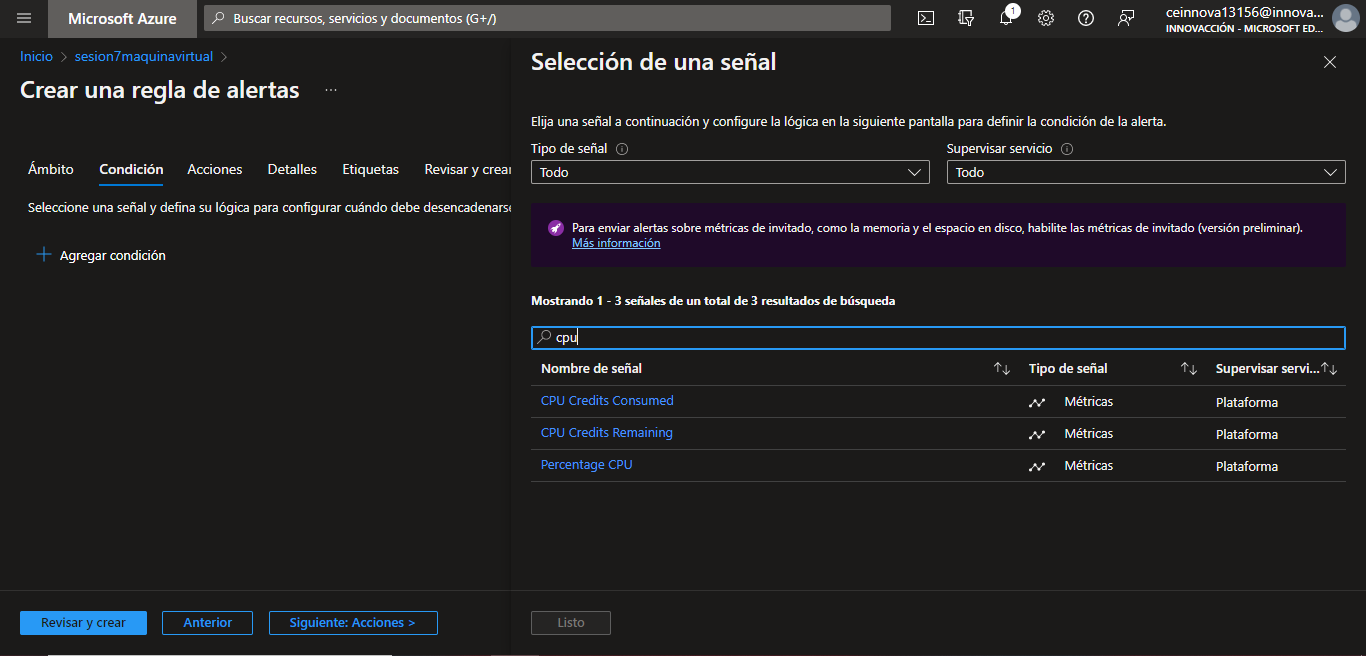 Microsoft Azure
Buscar recursos, servicios y documentos (G+/)
1
ceinnova13156@innova...
INNOVACCIÓN - MICROSOFT ED...
Inicio > sesion7maquinavirtual >
Crear una regla de alertas ...
Ámbito Condición Acciones Detalles Etiquetas Revisar y crear
Seleccione una señal y defina su lógica para configurar cuándo debe desencadenarse
+ Agregar condición
Revisar y crear
Anterior
Siguiente: Acciones >
Selección de una señal
Elija una señal a continuación y configure la lógica en la siguiente pantalla para definir la condición de la alerta.
Tipo de señal
Todo
Supervisar servicio
Todo
Para enviar alertas sobre métricas de invitado, como la memoria y el espacio en disco, habilite las métricas de invitado (versión preliminar).
Más información
Mostrando 1 - 3 señales de un total de 3 resultados de búsqueda
cpu
Nombre de señal Tipo de señal Supervisar servi...
CPU Credits Consumed Métricas Plataforma
CPU Credits Remaining Métricas Plataforma
Percentage CPU Métricas Plataforma
Listo